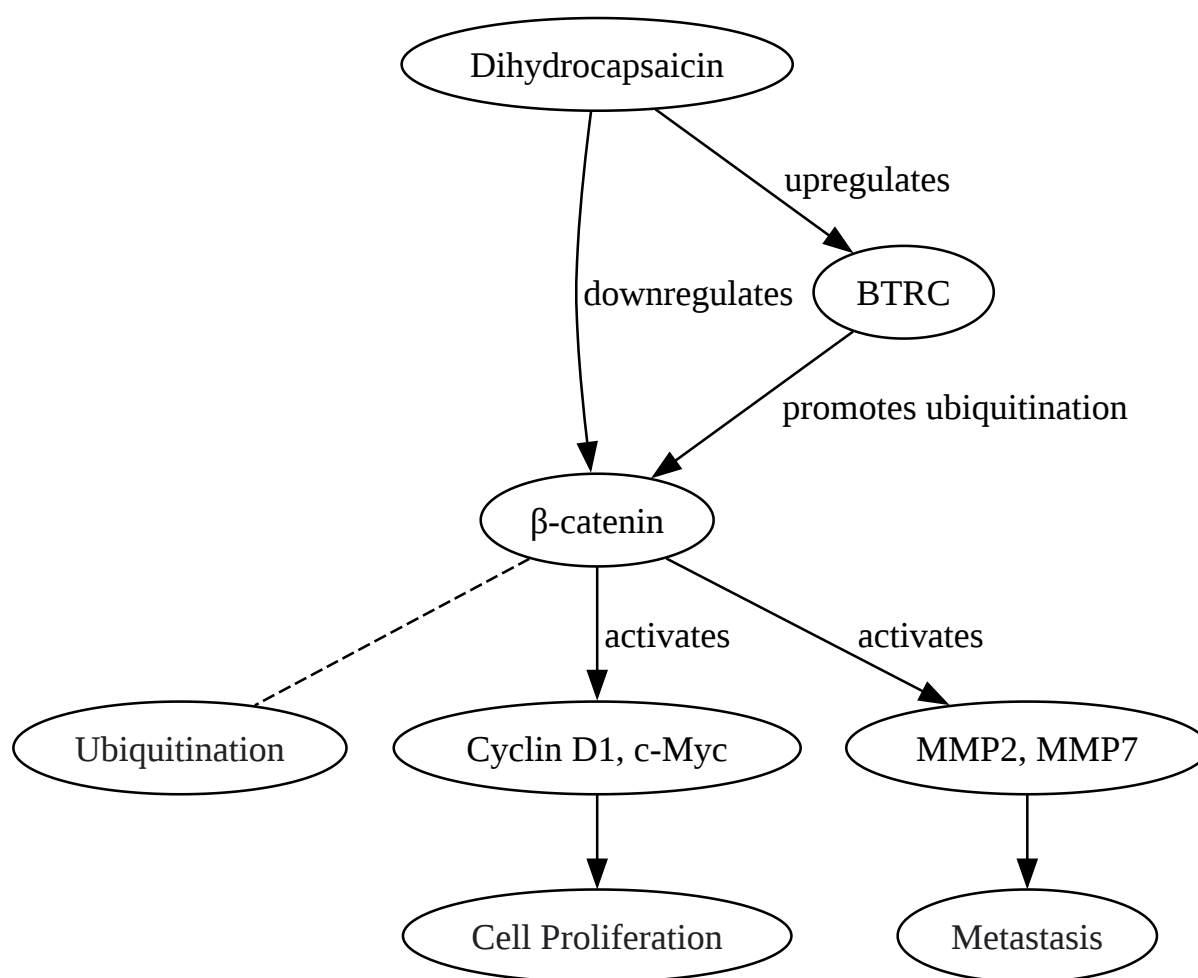 Dihydrocapsaicin
upregulates
BTRC
downregulates
promotes ubiquitination
β-catenin
activates
activates
Ubiquitination
Cyclin D1, c-Myc
MMP2, MMP7
Cell Proliferation
Metastasis